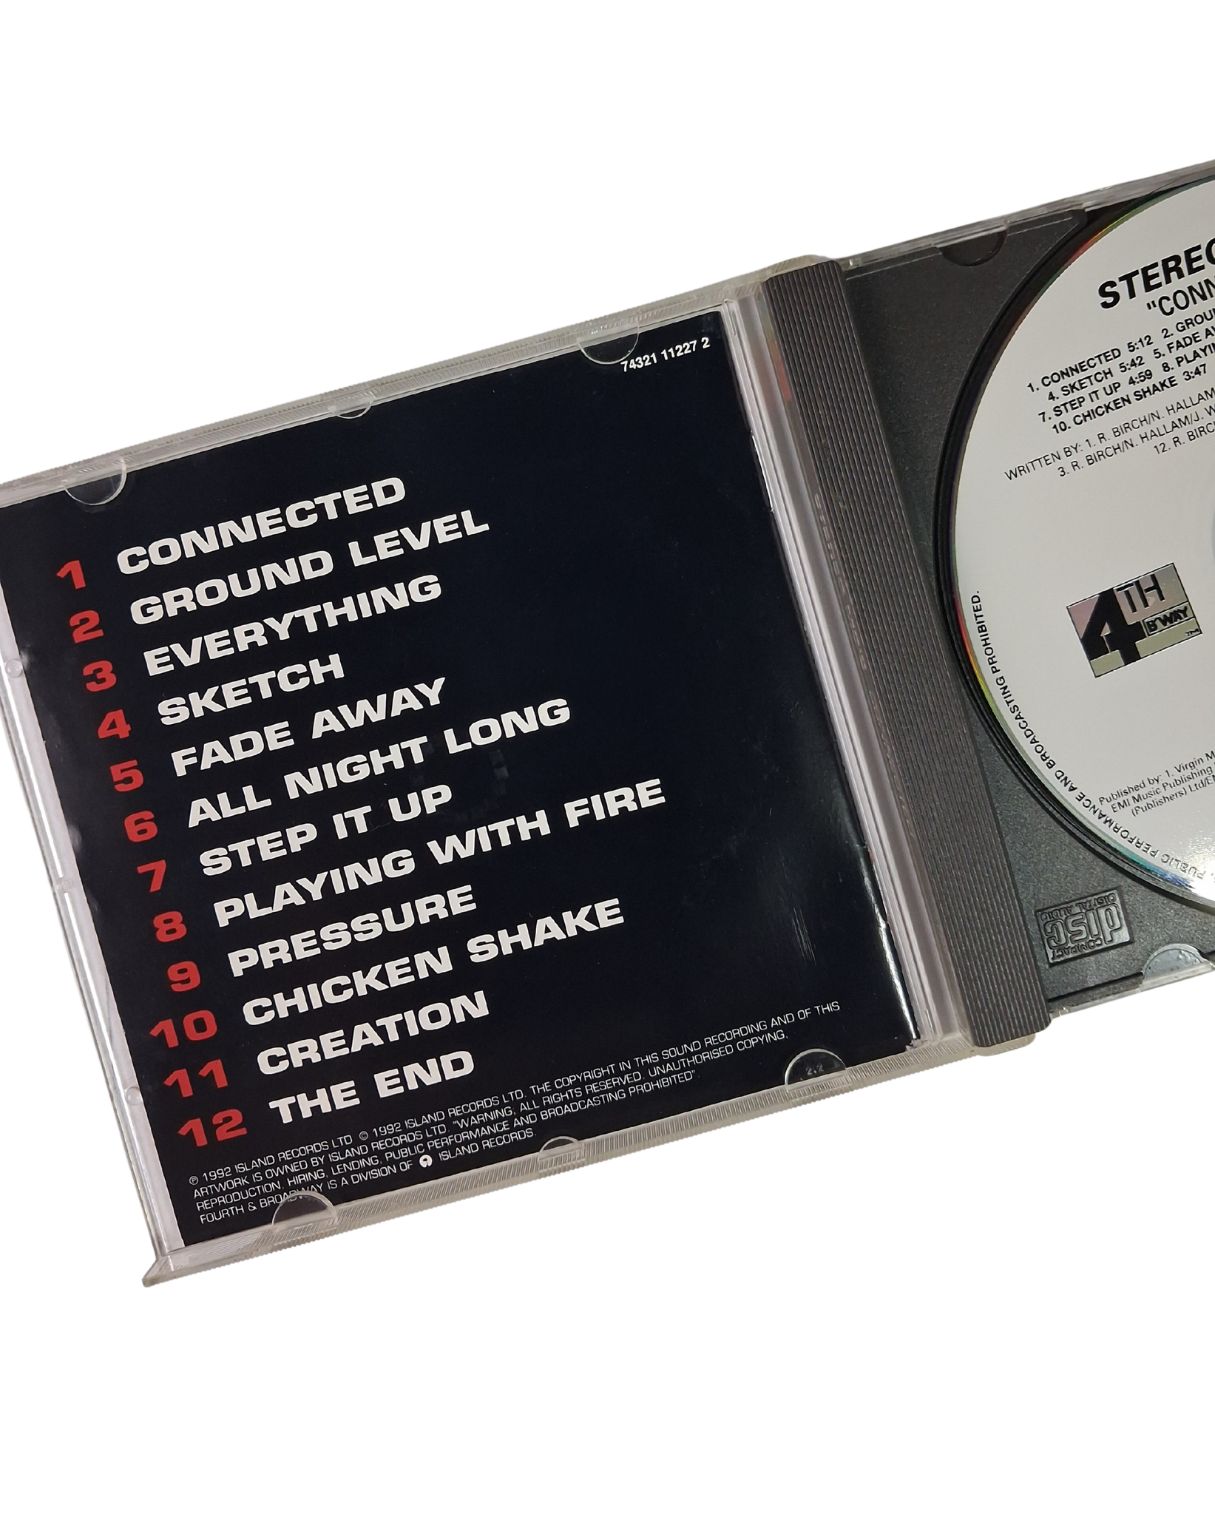 74321 11227 2
1 CONNECTED
2 GROUND LEVEL
3 EVERYTHING
4 SKETCH
5 FADE AWAY
6 ALL NIGHT LONG
7 STEP IT UP
8 PLAYING WITH FIRE
9 PRESSURE
10 CHICKEN SHAKE
11 CREATION
12 THE END
℗ 1992 ISLAND RECORDS LTD © 1992 ISLAND RECORDS LTD. THE COPYRIGHT IN THIS SOUND RECORDING AND OF THIS
ARTWORK IS OWNED BY ISLAND RECORDS LTD. "WARNING, ALL RIGHTS RESERVED. UNAUTHORISED COPYING,
REPRODUCTION, HIRING, LENDING, PUBLIC PERFORMANCE AND BROADCASTING PROHIBITED".
FOURTH & BROADWAY IS A DIVISION OF ISLAND RECORDS
2.2
STEREO
"CONN
1. CONNECTED 5:12 2. GROUN
4. SKETCH 5:42 5. FADE AW
7. STEP IT UP 4:59 8. PLAYIN
10. CHICKEN SHAKE 3:47
WRITTEN BY: 1. R. BIRCH/N. HALLAM
3. R. BIRCH/N. HALLAM/J. W
12. R. BIRC
4TH
B'WAY
TM
Published by: 1. Virgin M
EMI Music Publishing
(Publishers) Ltd/E
PUBLIC PERFORMANCE AND BROADCASTING PROHIBITED.
COMPACT
disc
DIGITAL AUDIO